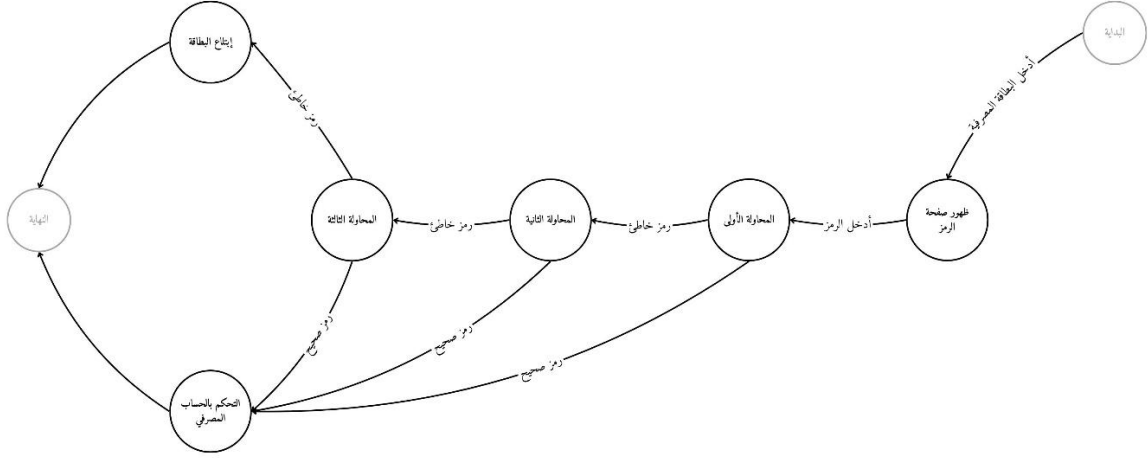 البداية
أدخل البطاقة المصرفية
ظهور صفحة
الرمز
أدخل الرمز
المحاولة الأولى
رمز خاطئ
المحاولة الثانية
رمز خاطئ
المحاولة الثالثة
رمز خاطئ
إبتلاع البطاقة
رمز صحيح
رمز صحيح
رمز صحيح
التحكم بالحساب
المصرفي
النهاية